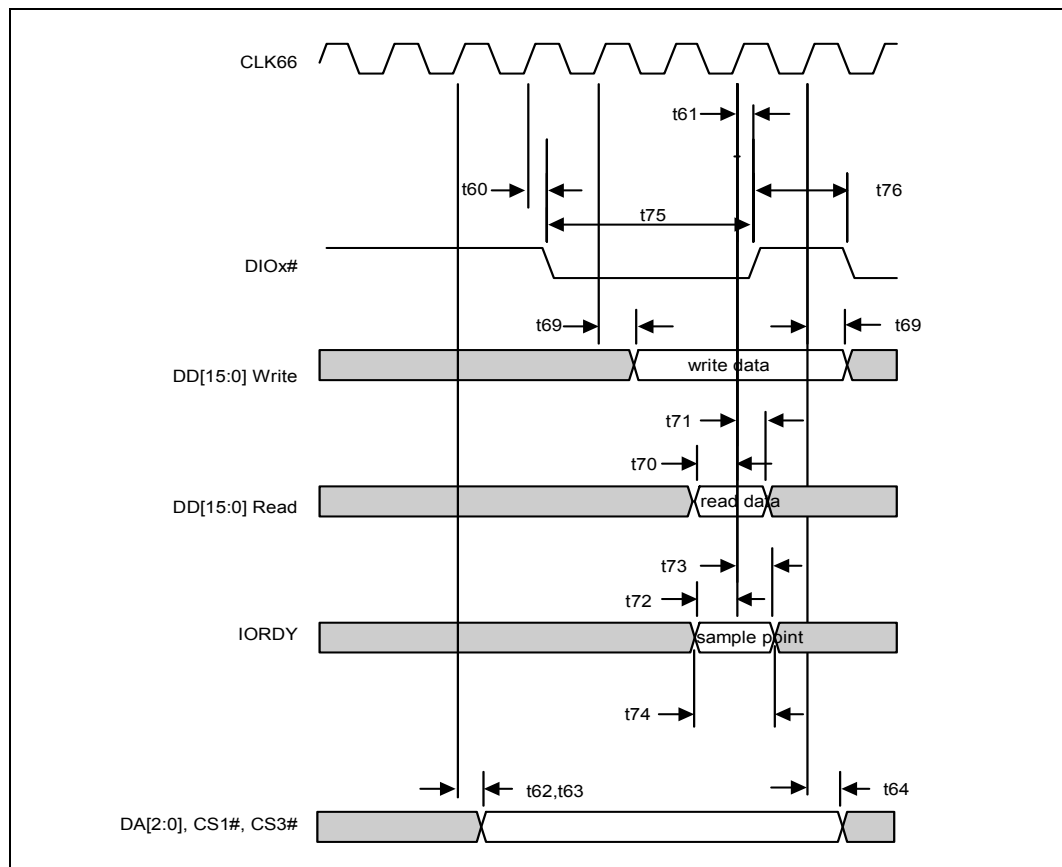 CLK66
t61
t60
t76
t75
DIOx#
t69
t69
DD[15:0] Write
write data
t71
t70
DD[15:0] Read
read data
t73
t72
IORDY
sample point
t74
t62,t63
t64
DA[2:0], CS1#, CS3#